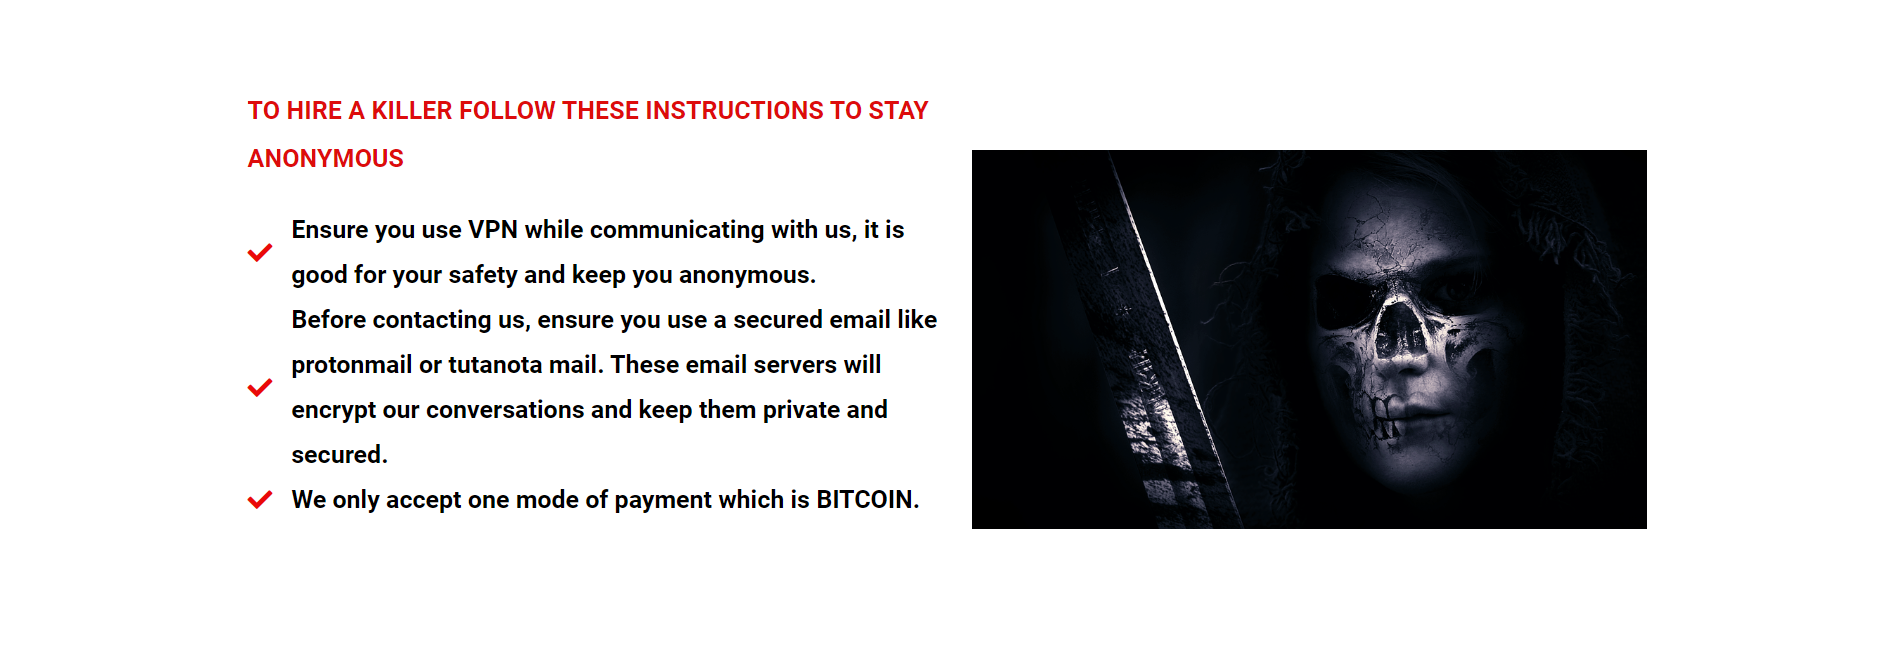 TO HIRE A KILLER FOLLOW THESE INSTRUCTIONS TO STAY
ANONYMOUS
Ensure you use VPN while communicating with us, it is
good for your safety and keep you anonymous.
Before contacting us, ensure you use a secured email like
protonmail or tutanota mail. These email servers will
encrypt our conversations and keep them private and
secured.
We only accept one mode of payment which is BITCOIN.